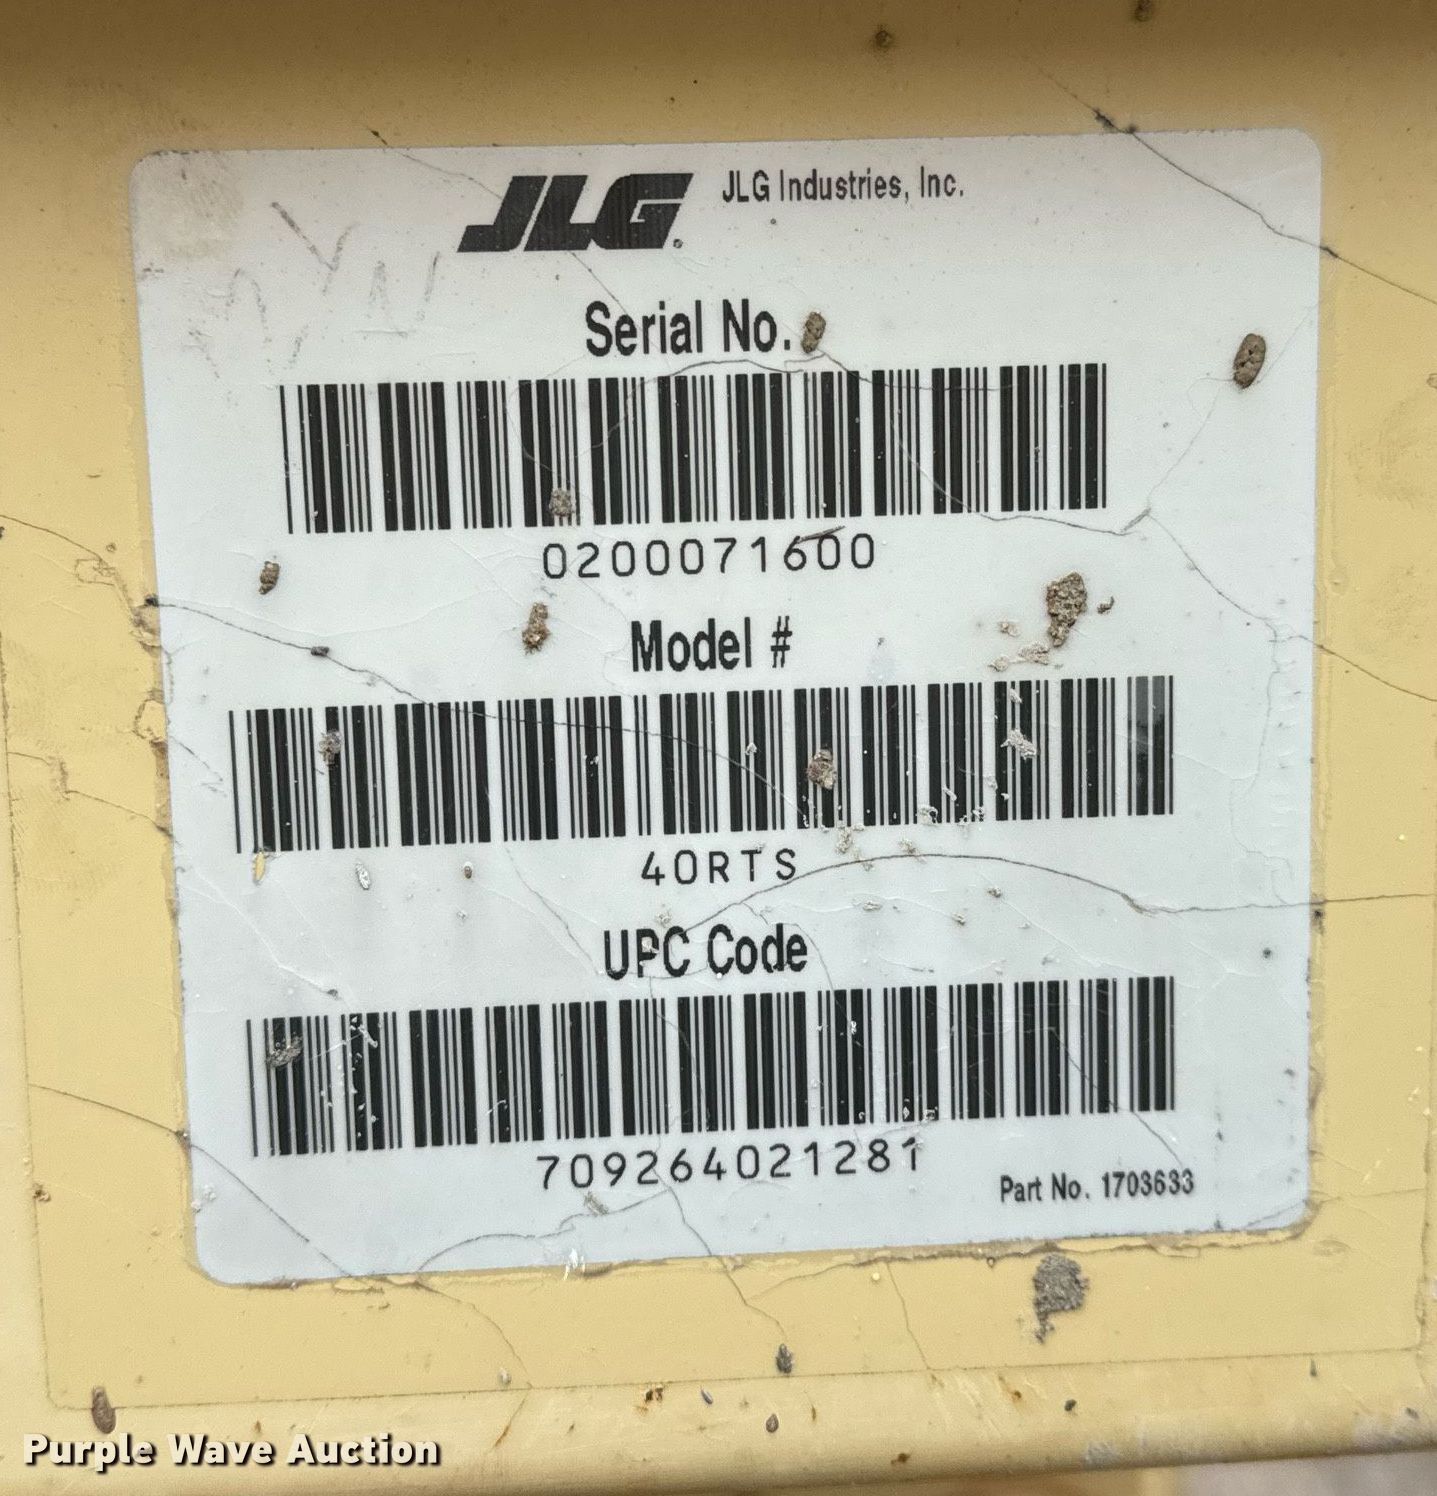 JLG JLG Industries, Inc.
Serial No.
0200071600
Model #
40RTS
UPC Code
709264021281
Part No. 1703633
Purple Wave Auction